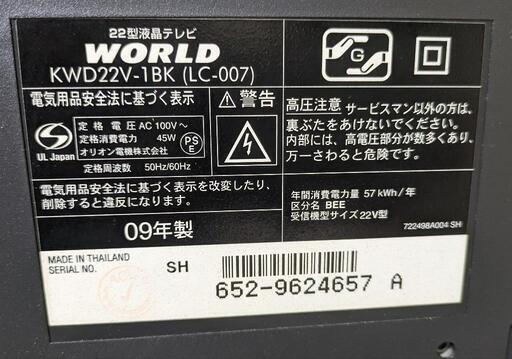 22型液晶テレビ
WORLD
KWD22V-1BK (LC-007)
G
電気用品安全法に基づく表示
UL Japan
定格電圧 AC 100V～
定格消費電力 45W
オリオン電機株式会社
定格周波数 50Hz/60Hz
PS
E
電気用品安全法に基づく表示を改変したり、
削除すると違反になります。
09年製
警告
高圧注意 サービスマン以外の方は、
裏ぶたをあけないでください。
内部には、高電圧部分が数多くあり、
万一さわると危険です。
年間消費電力量 57 kWh/年
区分名 BEE
受信機型サイズ 22V型
722498A004 SH
MADE IN THAILAND
SERIAL NO.
SH
652-9624657 A